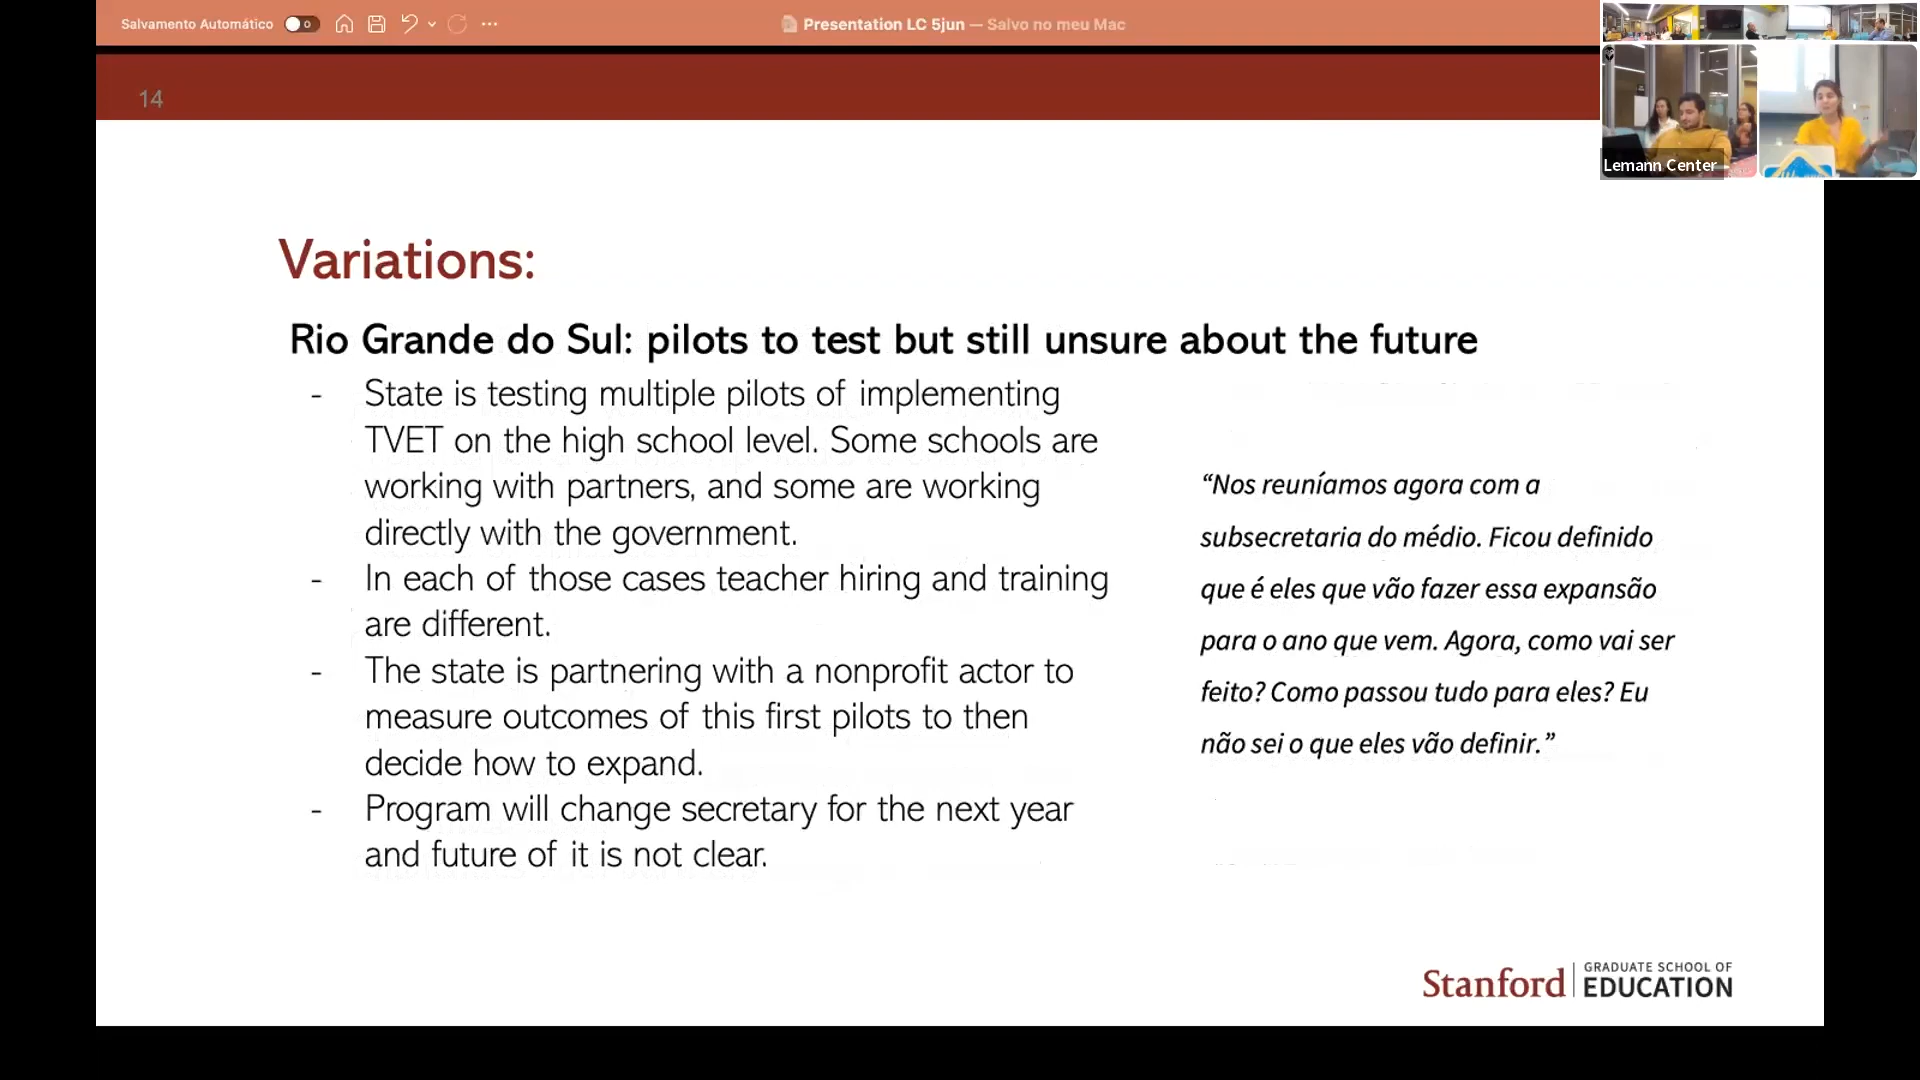 Salvamento Automático
Presentation LC 5jun — Salvo no meu Mac
14
Lemann Center
Variations:
Rio Grande do Sul: pilots to test but still unsure about the future
- State is testing multiple pilots of implementing
TVET on the high school level. Some schools are
working with partners, and some are working
directly with the government.
- In each of those cases teacher hiring and training
are different.
- The state is partnering with a nonprofit actor to
measure outcomes of this first pilots to then
decide how to expand.
- Program will change secretary for the next year
and future of it is not clear.
“Nos reuníamos agora com a
subsecretaria do médio. Ficou definido
que é eles que vão fazer essa expansão
para o ano que vem. Agora, como vai ser
feito? Como passou tudo para eles? Eu
não sei o que eles vão definir.”
Stanford
GRADUATE SCHOOL OF
EDUCATION